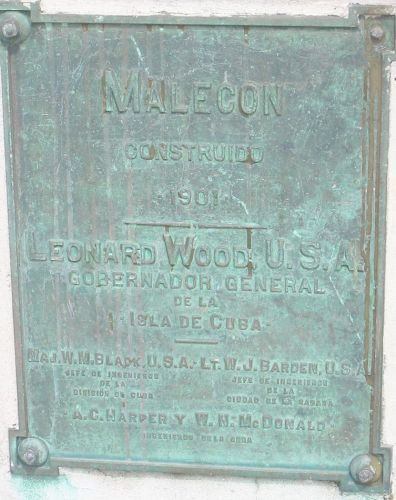 MALECON
CONSTRUIDO
1901
LEONARD WOOD, U.S.A.
GOBERNADOR GENERAL
DE LA
ISLA DE CUBA
MAJ. W. M. BLACK, U.S.A. LT. W. J. BARDEN, U.S.A.
JEFE DE INGENIEROS JEFE DE INGENIEROS
DE LA DE LA
DIVISION DE CUBA CIUDAD DE LA HABANA
A. C. HARPER Y W. N. McDONALD
INGENIEROS DE LA OBRA